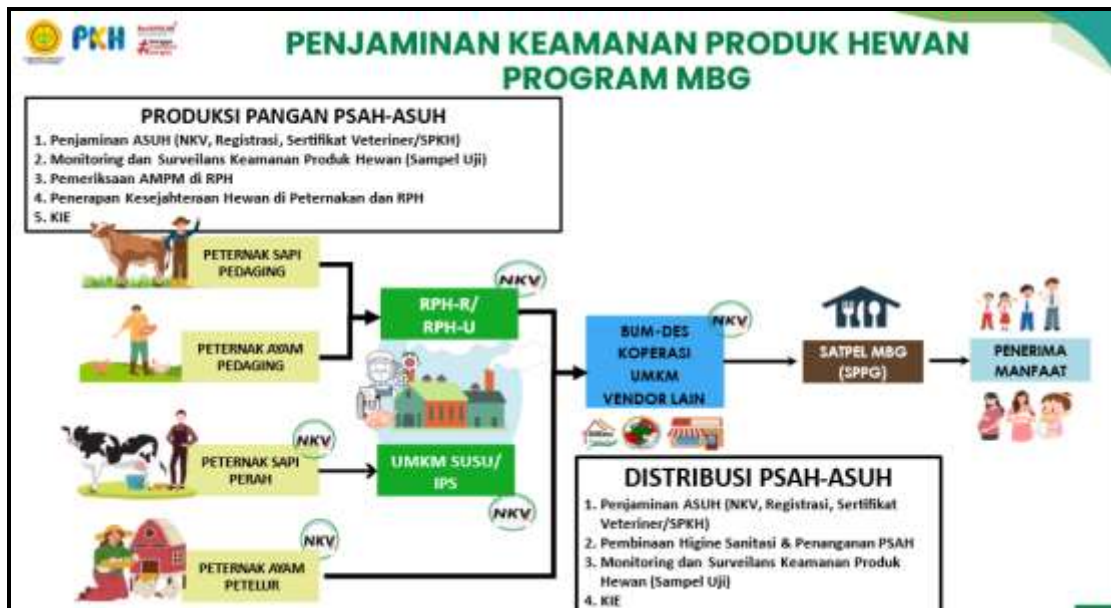 PKH
PENJAMINAN KEAMANAN PRODUK HEWAN
PROGRAM MBG
PRODUKSI PANGAN PSAH-ASUH
1. Penjaminan ASUH (NKV, Registrasi, Sertifikat Veteriner/SPKH)
2. Monitoring dan Surveilans Keamanan Produk Hewan (Sampel Uji)
3. Pemeriksaan AMPM di RPH
4. Penerapan Kesejahteraan Hewan di Peternakan dan RPH
5. KIE
PETERNAK SAPI
PEDAGING
PETERNAK AYAM
PEDAGING
NKV
PETERNAK SAPI
PERAH
NKV
PETERNAK AYAM
PETELUR
NKV
RPH-R/
RPH-U
UMKM SUSU/
IPS
NKV
NKV
BUM-DES
KOPERASI
UMKM
VENDOR LAIN
SATPEL MBG
(SPPG)
PENERIMA
MANFAAT
DISTRIBUSI PSAH-ASUH
1. Penjaminan ASUH (NKV, Registrasi, Sertifikat
Veteriner/SPKH)
2. Pembinaan Higine Sanitasi & Penanganan PSAH
3. Monitoring dan Surveilans Keamanan Produk
Hewan (Sampel Uji)
4. KIE